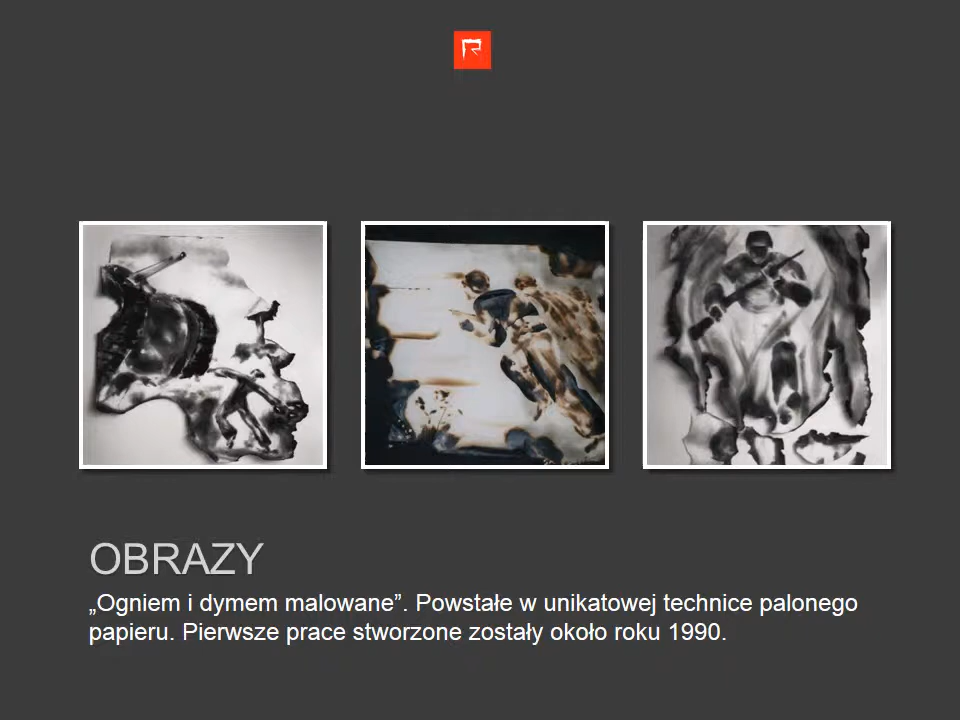 OBRAZY
„Ogniem i dymem malowane”. Powstałe w unikatowej technice palonego
papieru. Pierwsze prace stworzone zostały około roku 1990.